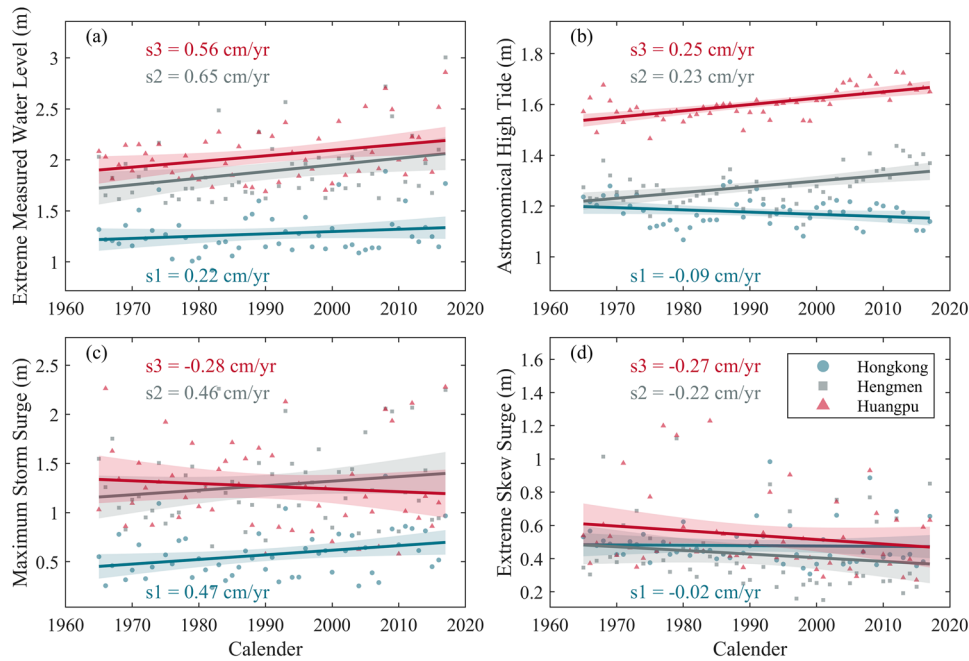 (a)
s3 = 0.56 cm/yr
s2 = 0.65 cm/yr
s1 = 0.22 cm/yr
Extreme Measured Water Level (m)
3
2.5
2
1.5
1
1960 1970 1980 1990 2000 2010 2020
(b)
s3 = 0.25 cm/yr
s2 = 0.23 cm/yr
s1 = -0.09 cm/yr
Astronomical High Tide (m)
1.8
1.6
1.4
1.2
1
1960 1970 1980 1990 2000 2010 2020
(c)
s3 = -0.28 cm/yr
s2 = 0.46 cm/yr
s1 = 0.47 cm/yr
Maximum Storm Surge (m)
2.5
2
1.5
1
0.5
1960 1970 1980 1990 2000 2010 2020
Calender
(d)
s3 = -0.27 cm/yr
s2 = -0.22 cm/yr
s1 = -0.02 cm/yr
Hongkong
Hengmen
Huangpu
Extreme Skew Surge (m)
1.6
1.4
1.2
1
0.8
0.6
0.4
0.2
1960 1970 1980 1990 2000 2010 2020
Calender